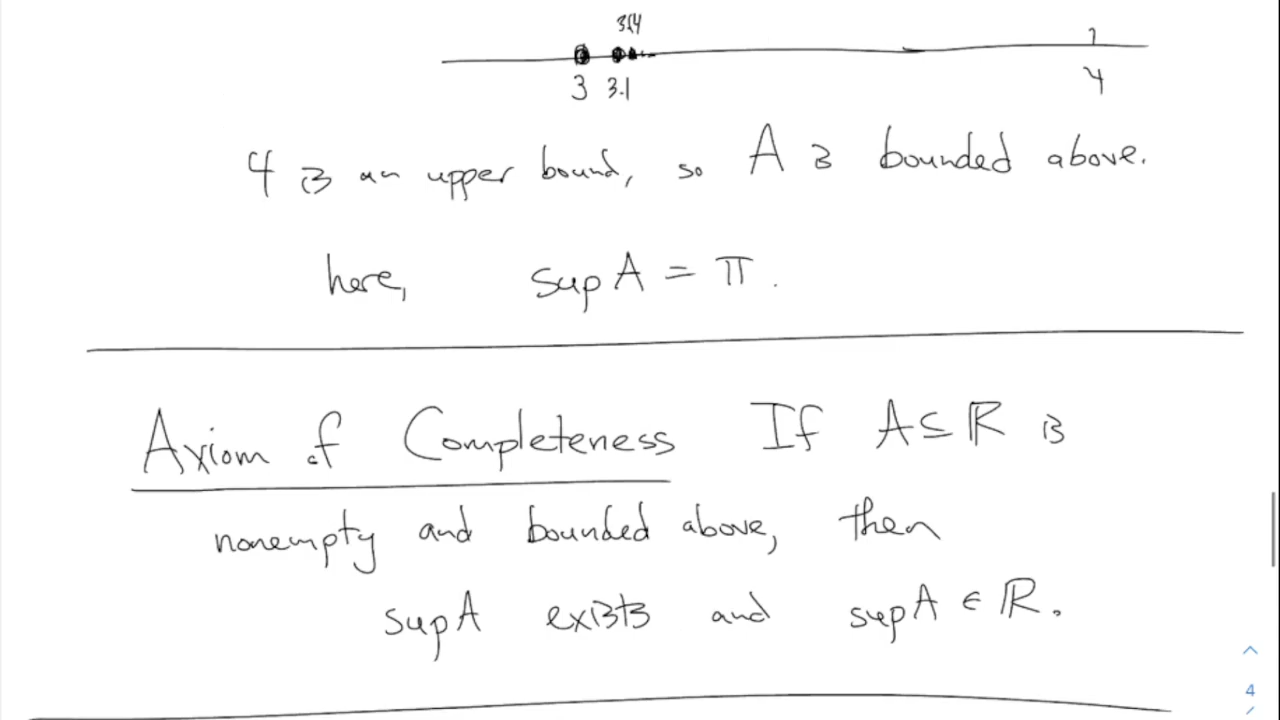 3.14
3 3.1 4
4 is an upper bound, so A is bounded above.
here, sup A = π.
Axiom of Completeness If A ⊆ ℝ is
nonempty and bounded above, then
sup A exists and sup A ∈ ℝ.
4